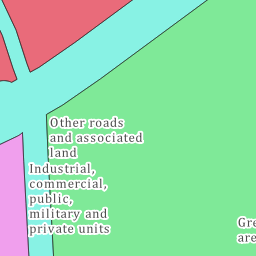 Other roads
and associated
land
Industrial,
commercial,
public,
military and
private units